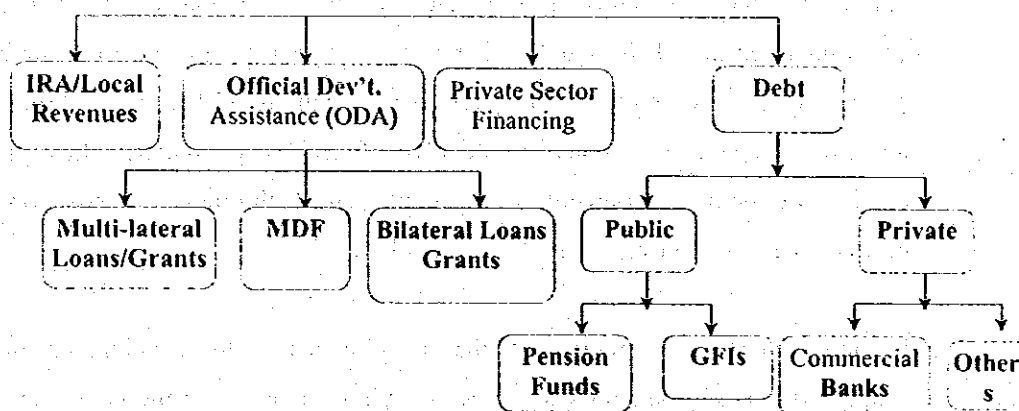 IRA/Local
Revenues
Official Dev't.
Assistance (ODA)
Private Sector
Financing
Debt
Multi-lateral
Loans/Grants
MDF
Bilateral Loans
Grants
Public
Private
Pension
Funds
GFIs
Commercial
Banks
Other
s